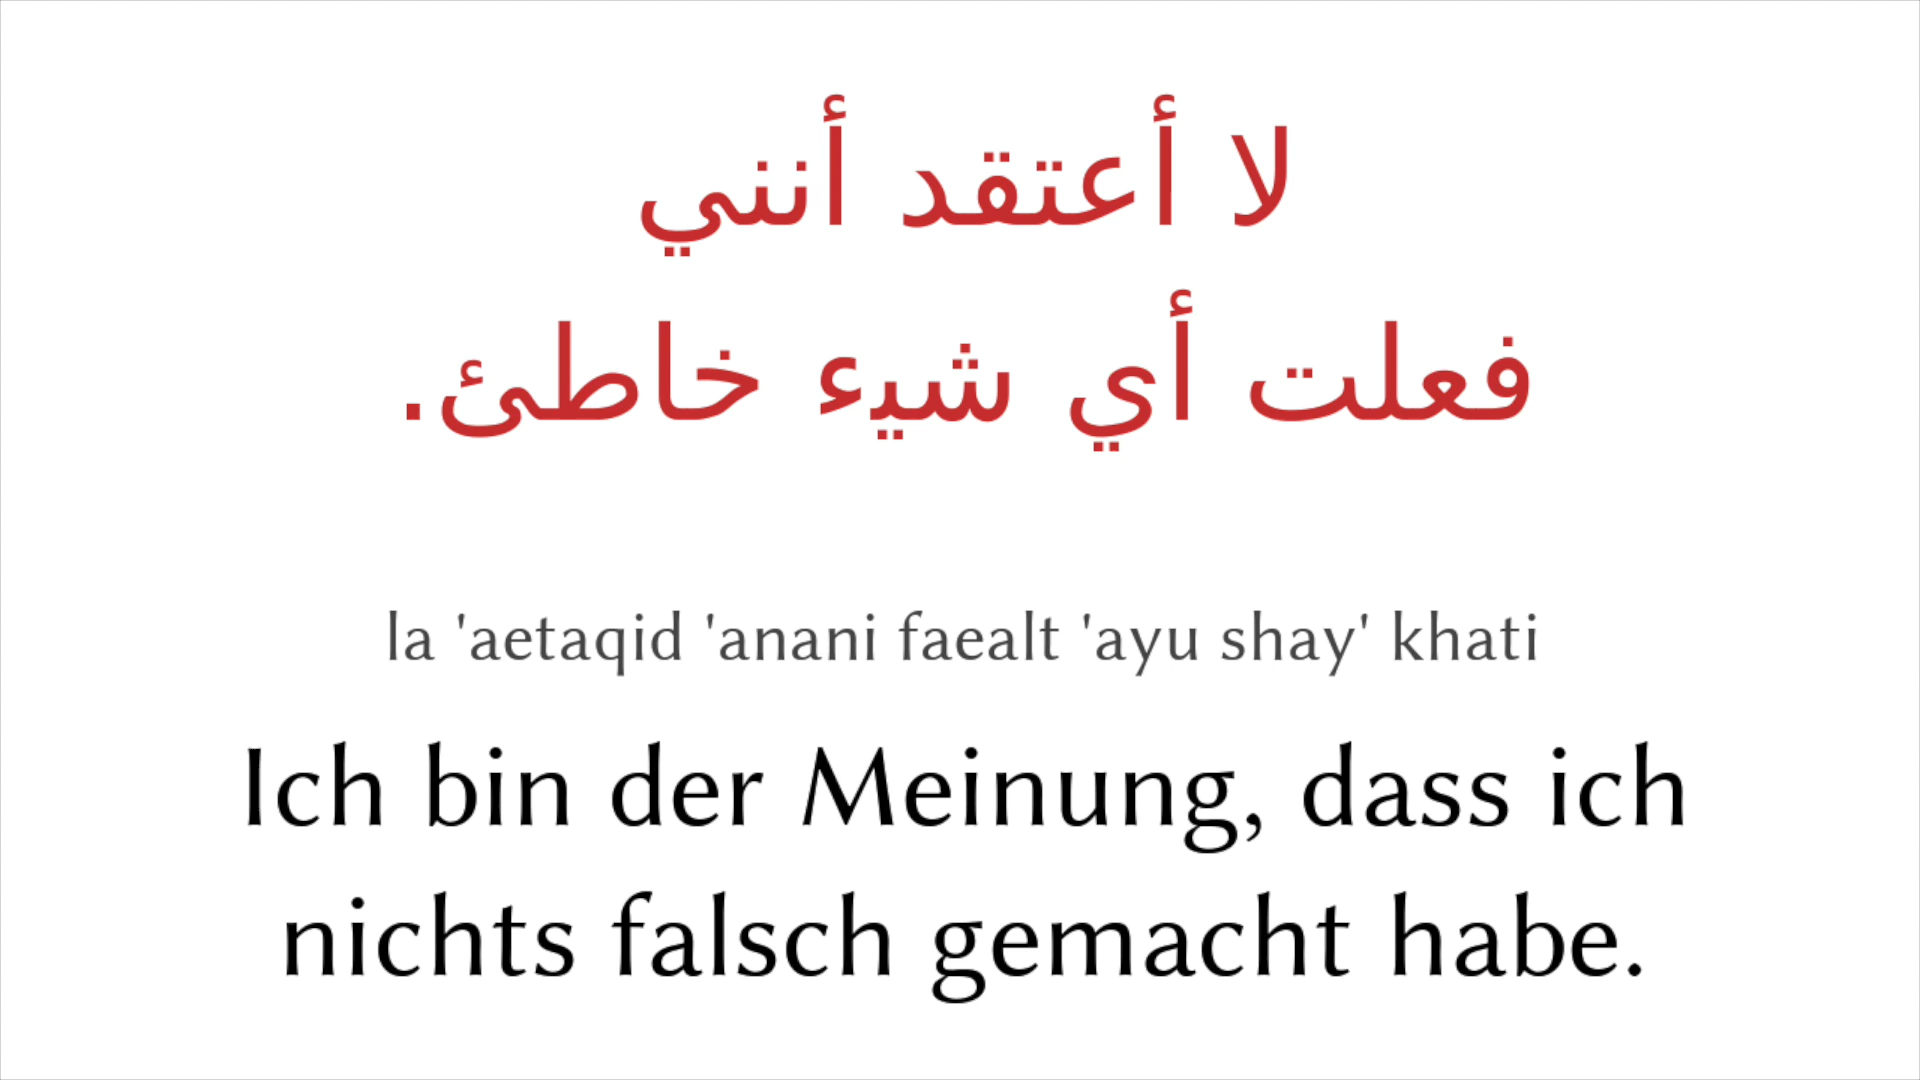 لا أعتقد أنني
فعلت أي شيء خاطئ.
la 'aetaqid 'anani faealt 'ayu shay' khati
Ich bin der Meinung, dass ich
nichts falsch gemacht habe.